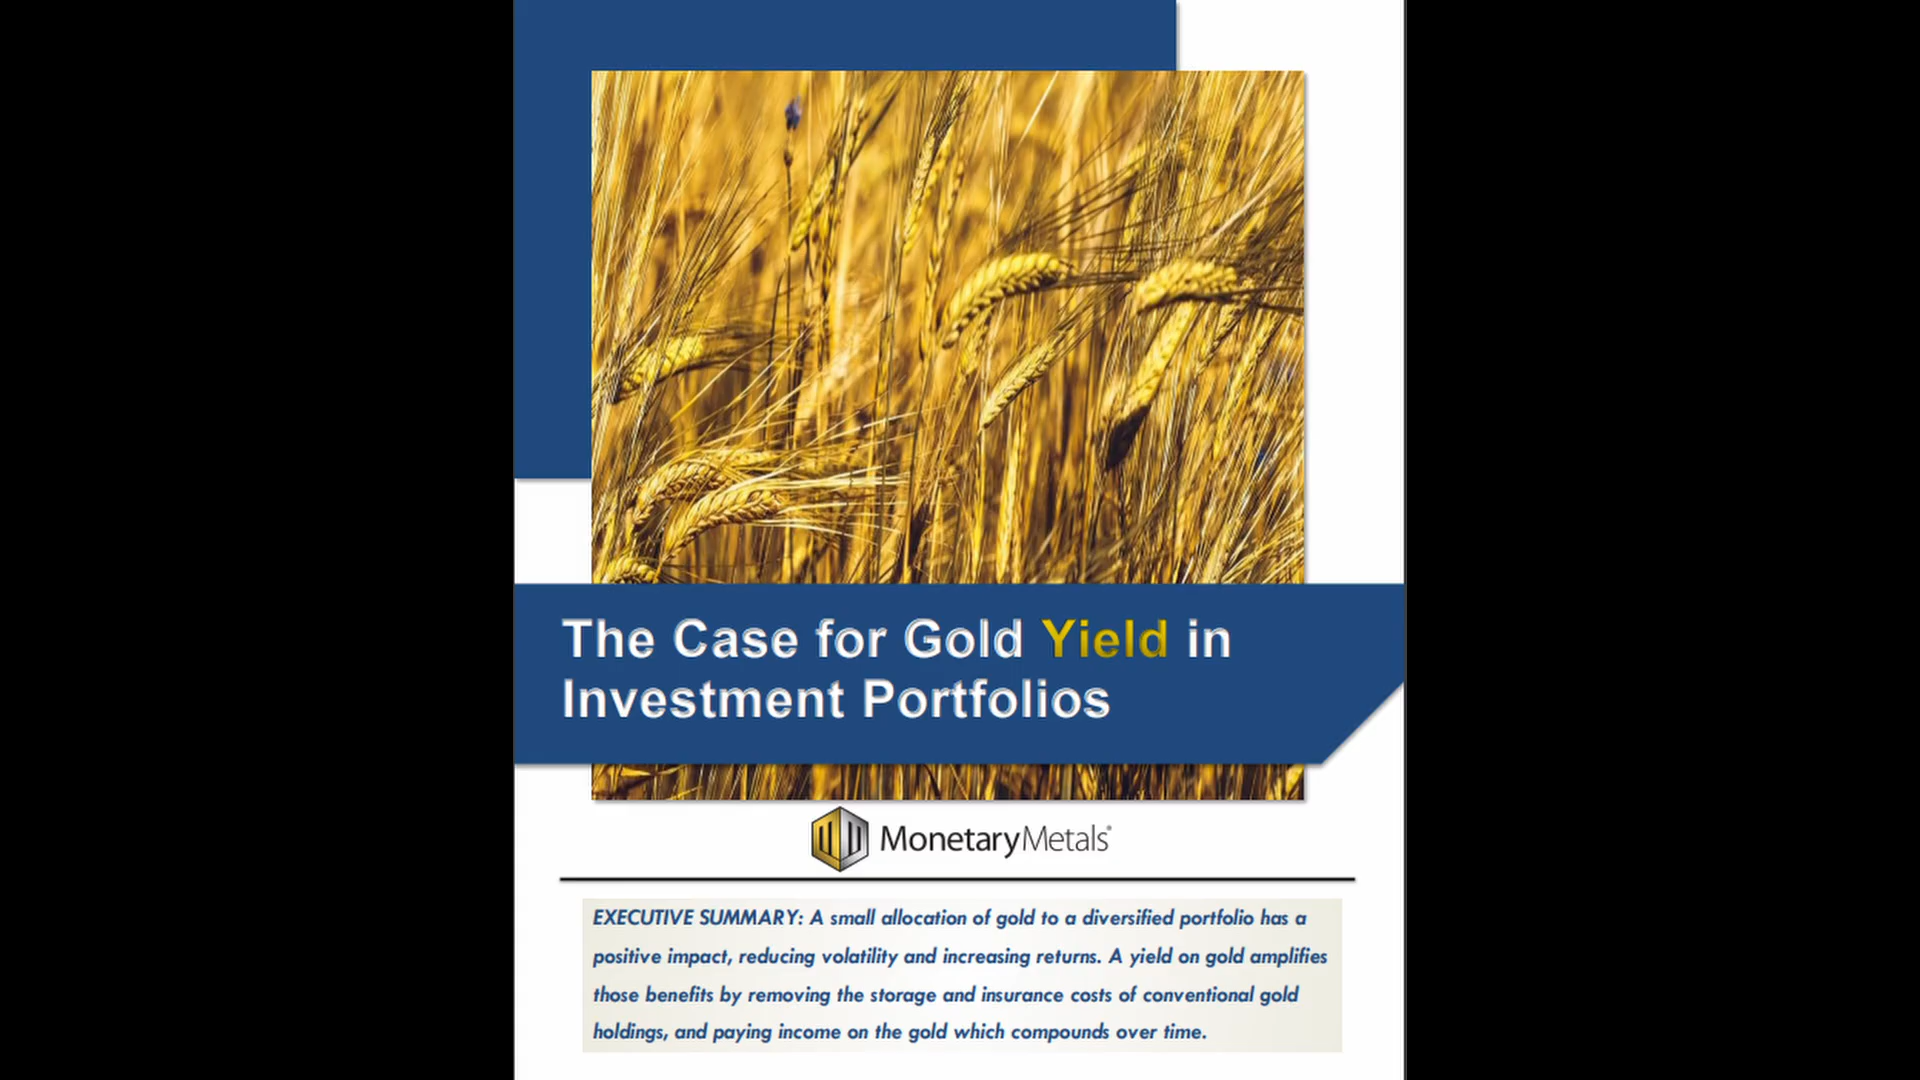 The Case for Gold Yield in
Investment Portfolios
MonetaryMetals®
EXECUTIVE SUMMARY: A small allocation of gold to a diversified portfolio has a
positive impact, reducing volatility and increasing returns. A yield on gold amplifies
those benefits by removing the storage and insurance costs of conventional gold
holdings, and paying income on the gold which compounds over time.